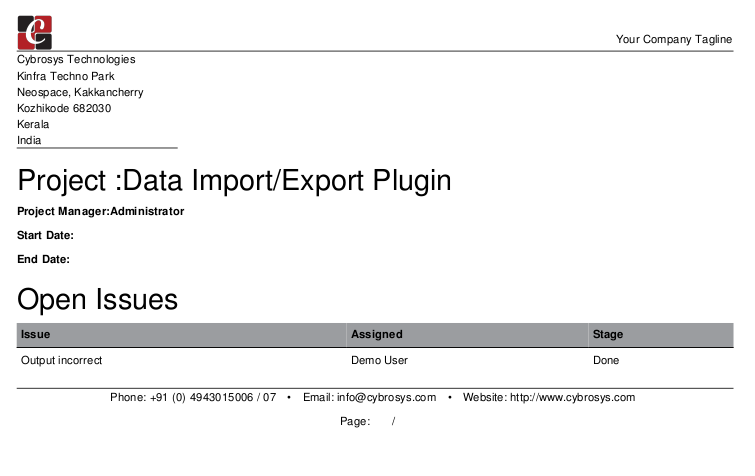 C
Your Company Tagline
Cybrosys Technologies
Kinfra Techno Park
Neospace, Kakkancherry
Kozhikode 682030
Kerala
India
Project :Data Import/Export Plugin
Project Manager:Administrator
Start Date:
End Date:
Open Issues
Issue Assigned Stage
Output incorrect Demo User Done
Phone: +91 (0) 4943015006 / 07 • Email: info@cybrosys.com • Website: http://www.cybrosys.com
Page: /